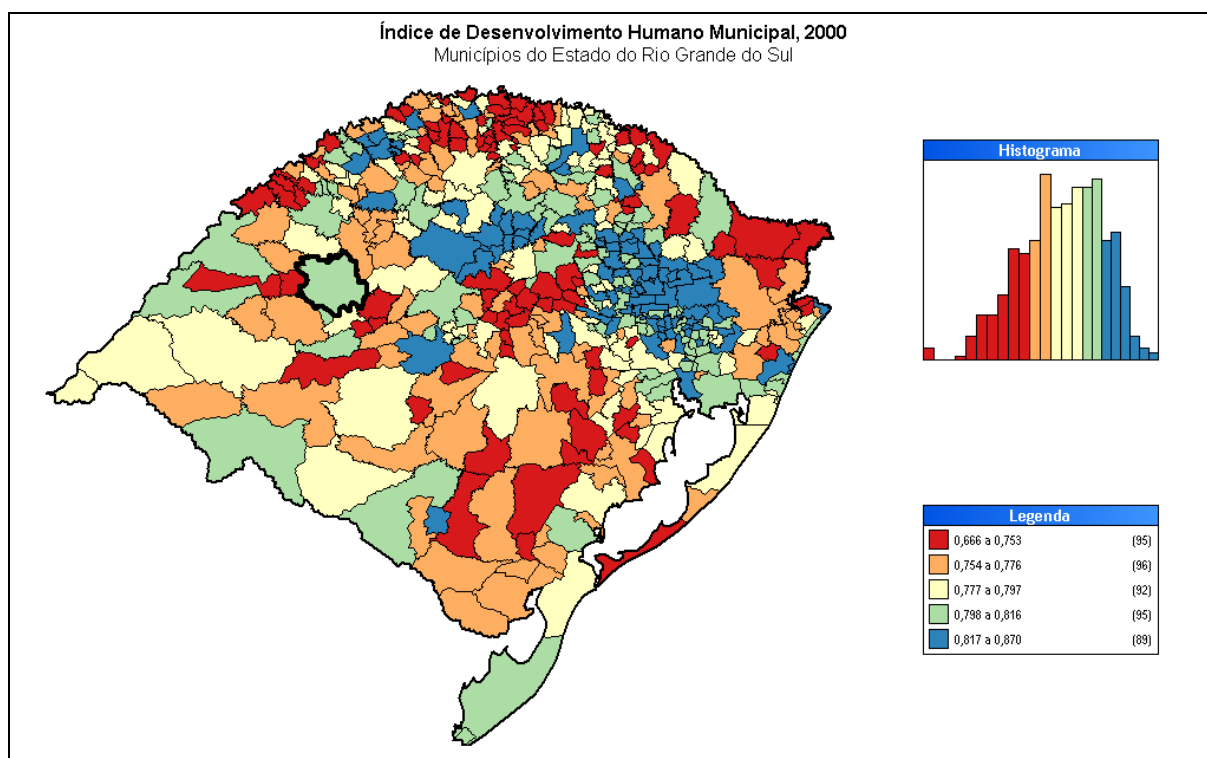 Índice de Desenvolvimento Humano Municipal, 2000
Municípios do Estado do Rio Grande do Sul
Histograma
Legenda
0,666 a 0,753 (95)
0,754 a 0,776 (96)
0,777 a 0,797 (92)
0,798 a 0,816 (95)
0,817 a 0,870 (89)